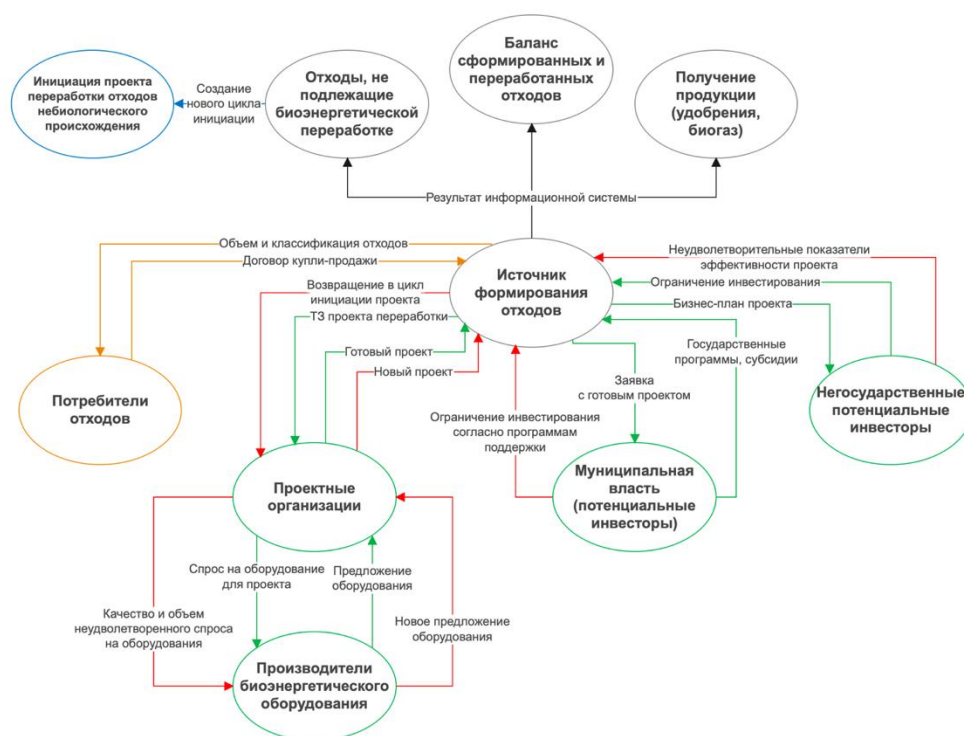 Баланс
сформированных и
переработанных
отходов
Инициация проекта
переработки отходов
небиологического
происхождения
Создание
нового цикла
инициации
Отходы, не
подлежащие
биоэнергетической
переработке
Получение
продукции
(удобрения,
биогаз)
Результат информационной системы
Объем и классификация отходов
Договор купли-продажи
Возвращение в цикл
инициации проекта
ТЗ проекта переработки
Готовый проект
Новый проект
Источник
формирования
отходов
Неудволетворительные показатели
эффективности проекта
Ограничение инвестирования
Бизнес-план проекта
Государственные
программы, субсидии
Заявка
с готовым проектом
Ограничение инвестирования
согласно программам
поддержки
Потребители
отходов
Негосударственные
потенциальные
инвесторы
Проектные
организации
Муниципальная
власть
(потенциальные
инвесторы)
Спрос на оборудование
для проекта
Предложение
оборудования
Качество и объем
неудволетворенного спроса
на оборудования
Новое предложение
оборудования
Производители
биоэнергетического
оборудования